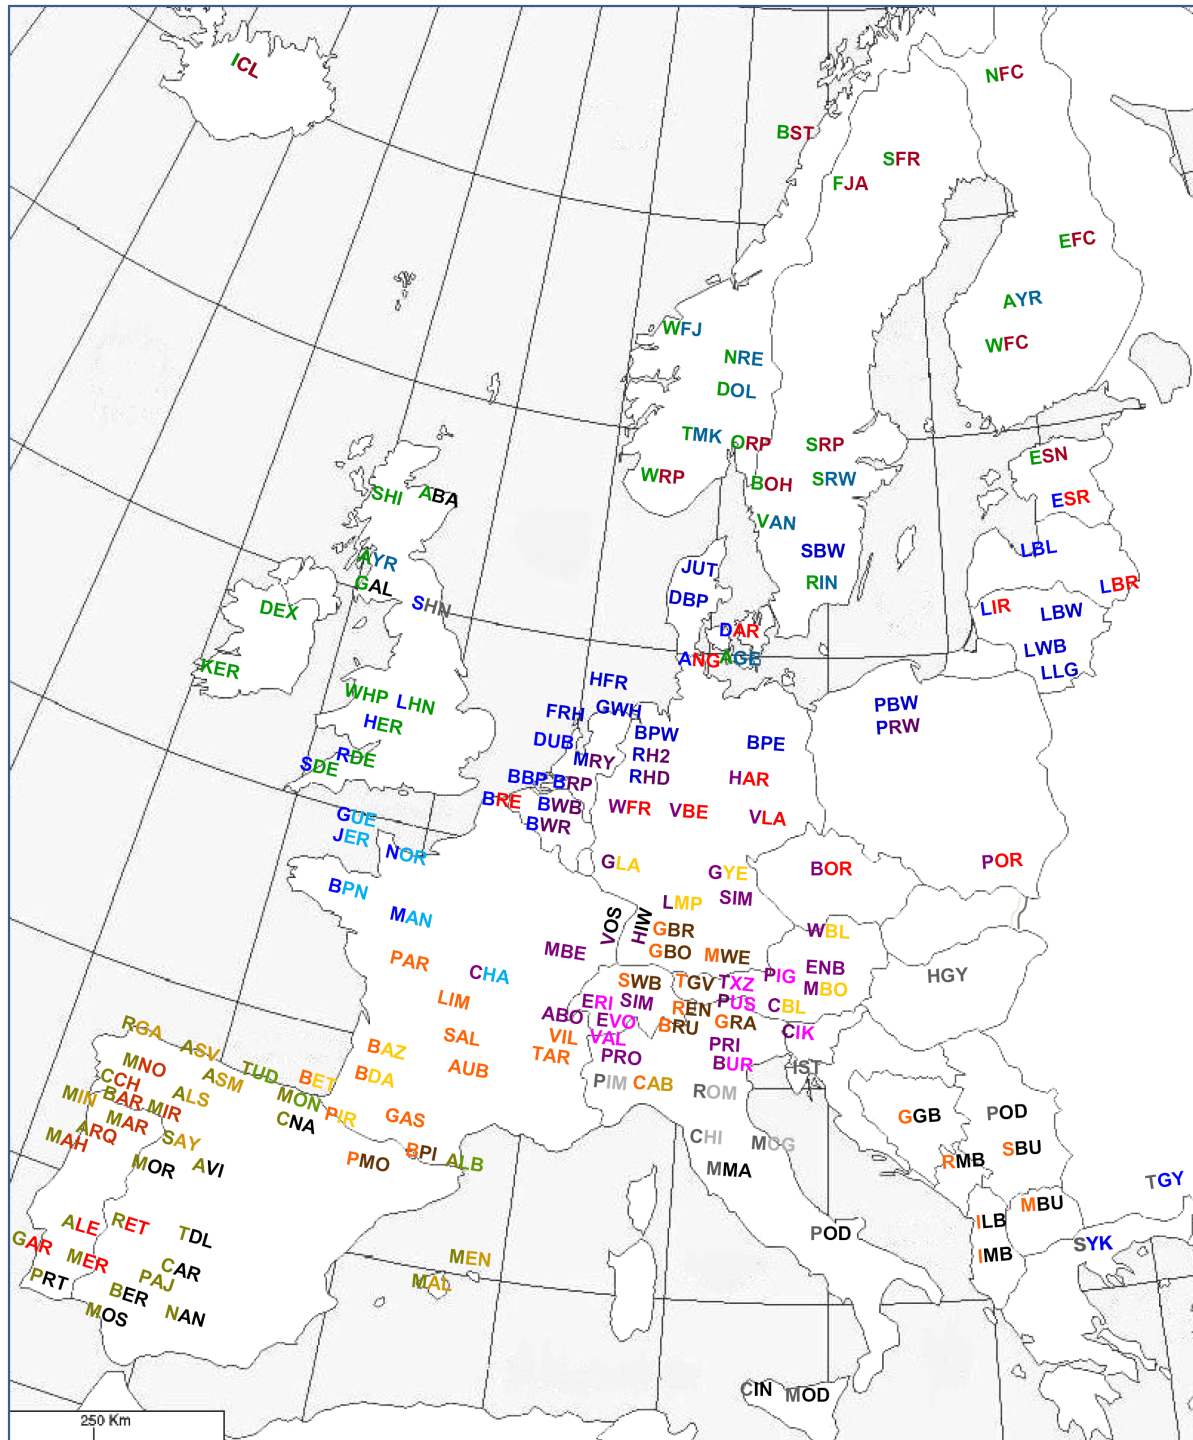 ICL
NFC
BST
SFR
FJA
EFC
AYR
WFJ
WFC
NRE
DOL
TMK
ORP
SRP
ESN
WRP
BOH
SRW
SHI
ABA
ESR
VAN
SBW
LBL
AYR
JUT
GAL
RIN
LBR
DBP
SHN
DEX
LIR
LBW
DAR
LWB
ANG
AGE
KER
LLG
HFR
WHP
LHN
GWH
PBW
FRH
HER
PRW
BPW
DUB
BPE
RDE
MRY
RH2
SDE
BBP
BRP
RHD
HAR
BRE
BWB
WFR
VBE
GUE
BWR
VLA
JER
NOR
GLA
POR
BOR
GYE
BPN
SIM
LMP
MAN
VOS
HIW
GBR
WBL
MBE
GBO
MWE
PAR
ENB
CHA
PIG
HGY
SWB
TGV
TXZ
MBO
LIM
ERI
SIM
PUS
CBL
REN
ABO
EVO
GRA
RGA
BRU
CIK
SAL
VIL
VAL
ASV
BAZ
PRI
TAR
PRO
MNO
BUR
TUD
AUB
IST
CCH
ASM
BET
BDA
PIM
CAB
ROM
MIN
BAR
ALS
MON
MIR
PIR
GAS
GGB
POD
MAR
CNA
ARQ
CHI
MAH
SAY
MOG
SBU
BPI
ALB
PMO
RMB
MOR
AVI
MMA
TGY
MBU
ALE
RET
ILB
TDL
POD
GAR
SYK
MER
MEN
IMB
CAR
PRT
PAJ
MAL
BER
MOS
NAN
CIN
MOD
250 Km